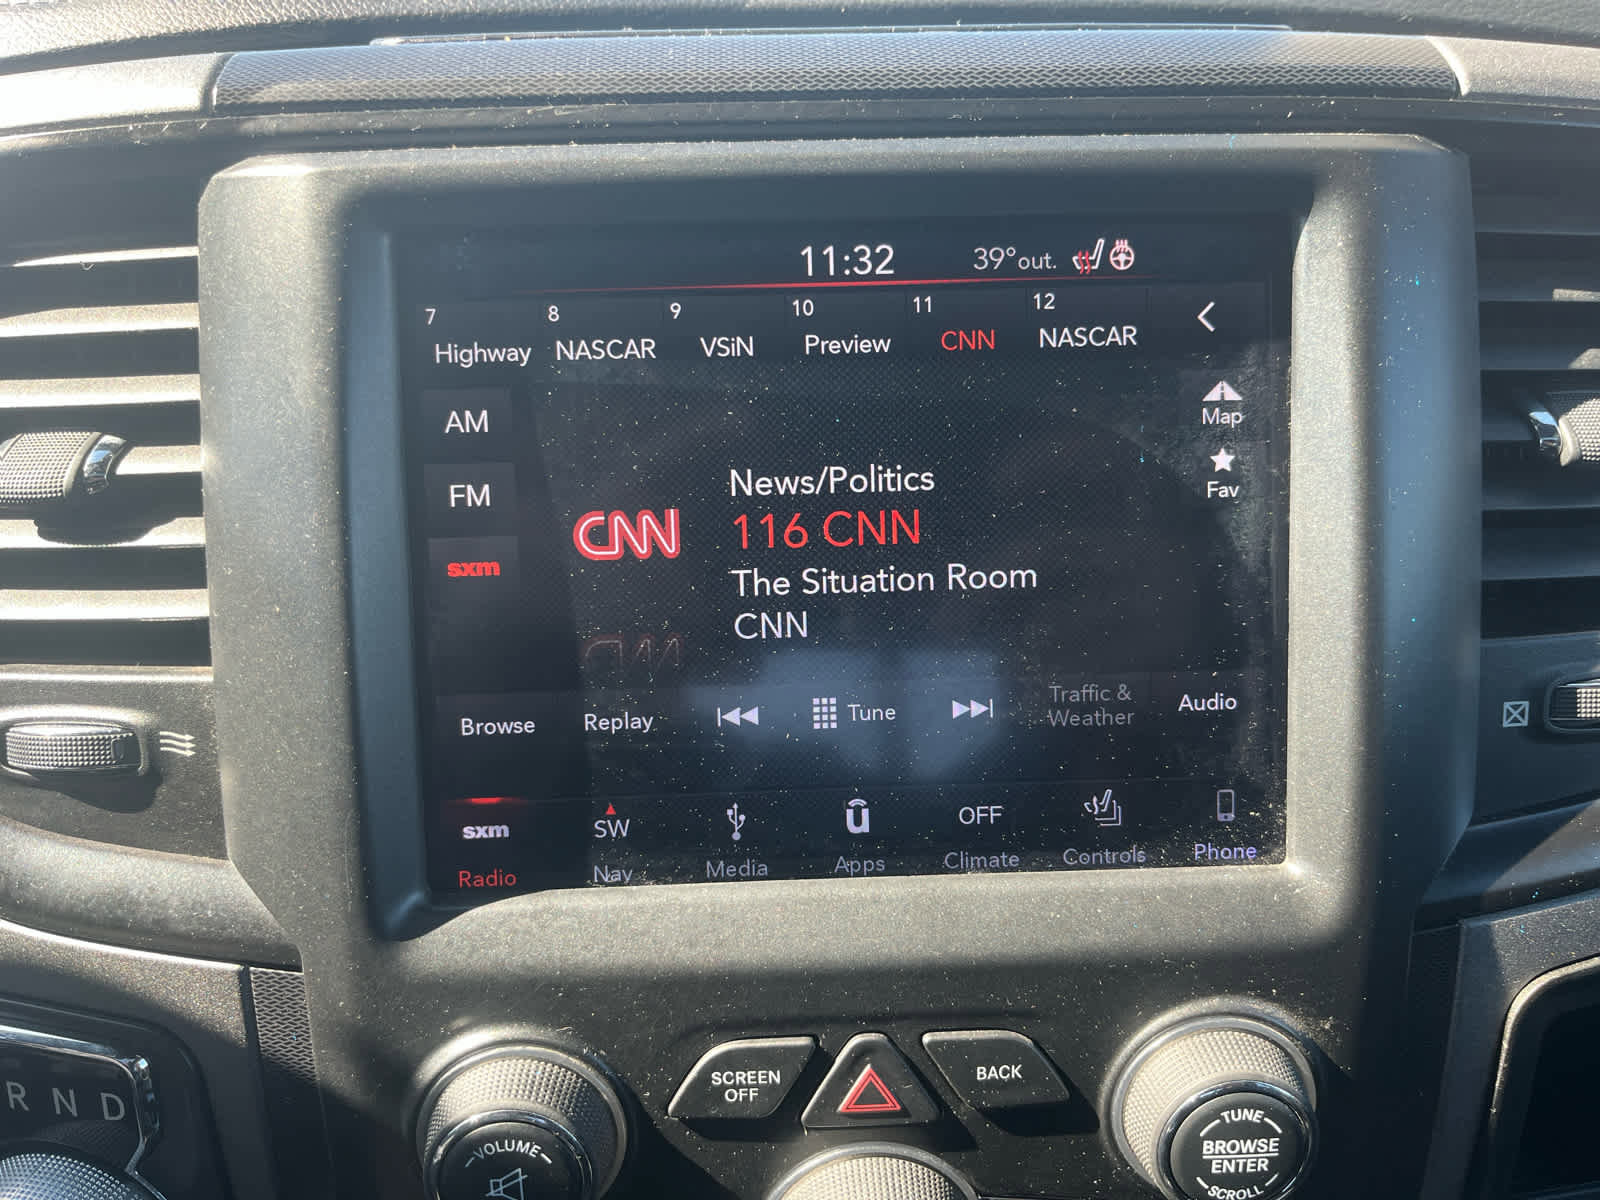 11:32 39°out.
7 8 9 10 11 12
Highway NASCAR VSiN Preview CNN NASCAR
AM
Map
FM
Fav
sxm
News/Politics
CNN
116 CNN
The Situation Room
CNN
Browse Replay Tune Traffic &
Weather Audio
sxm SW OFF
Radio Nav Media Apps Climate Controls Phone
SCREEN
OFF
BACK
R N D
VOLUME
TUNE
BROWSE
ENTER
SCROLL